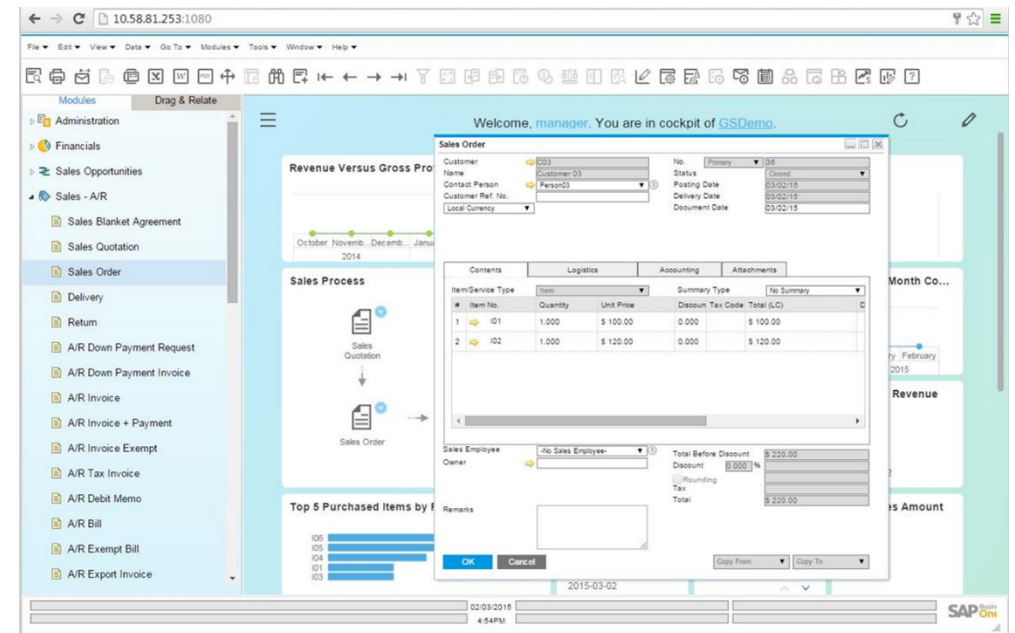 10.58.81.253:1080
File Edit View Data Go To Modules Tools Window Help
Modules Drag & Relate
Administration
Financials
Sales Opportunities
Sales - A/R
Sales Blanket Agreement
Sales Quotation
Sales Order
Delivery
Return
A/R Down Payment Request
A/R Down Payment Invoice
A/R Invoice
A/R Invoice + Payment
A/R Invoice Exempt
A/R Tax Invoice
A/R Debit Memo
A/R Bill
A/R Exempt Bill
A/R Export Invoice
Welcome, manager. You are in cockpit of GSDemo.
Revenue Versus Gross Pro
October Novemb... Decemb... Janu
2014
Sales Process
Sales
Quotation
Sales Order
Top 5 Purchased Items by
I06
I05
I04
I01
I03
Sales Order
Customer C03
Name Customer 03
Contact Person Person03
Customer Ref. No.
Local Currency
No. Primary 36
Status Closed
Posting Date 03/02/15
Delivery Date 03/02/15
Document Date 03/02/15
Contents Logistics Accounting Attachments
Item/Service Type Item Summary Type No Summary
# Item No. Quantity Unit Price Discoun Tax Code Total (LC) D
1 I01 1.000 $ 100.00 0.000 $ 100.00
2 I02 1.000 $ 120.00 0.000 $ 120.00
Sales Employee -No Sales Employee-
Owner
Total Before Discount $ 220.00
Discount 0.000 %
Rounding
Tax
Total $ 220.00
Remarks
OK Cancel Copy From Copy To
2015-03-02
Month Co...
ry February
2015
Revenue
es Amount
02/03/2015
4:54PM
SAP Busin
One